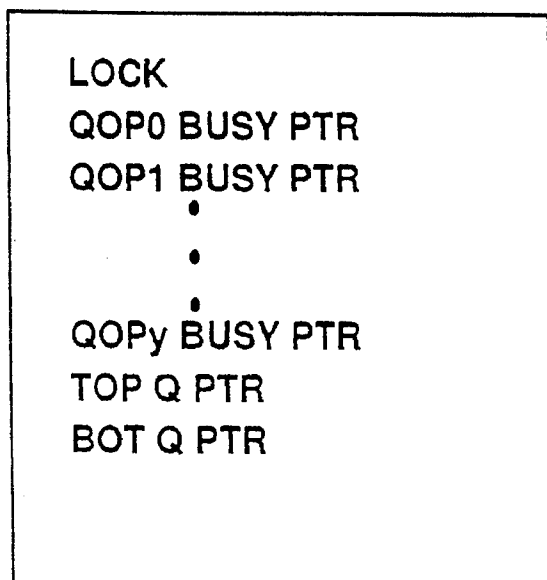 LOCK
QOP0 BUSY PTR
QOP1 BUSY PTR
QOPy BUSY PTR
TOP Q PTR
BOT Q PTR